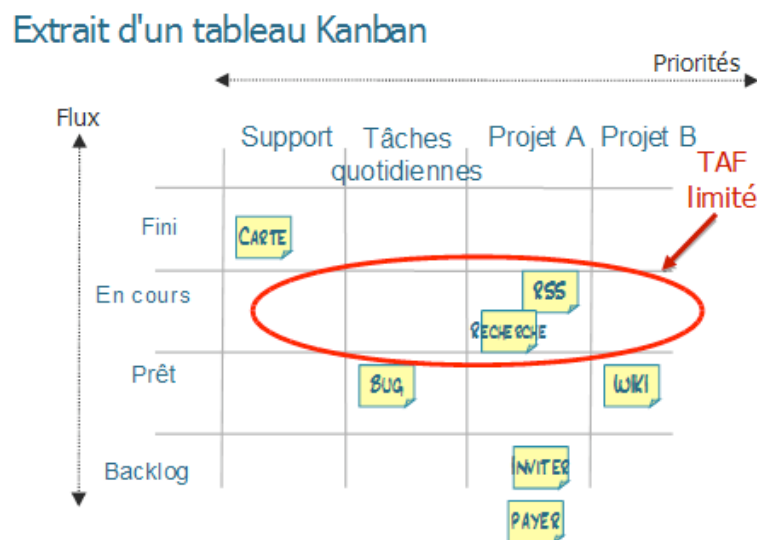 Extrait d'un tableau Kanban
Priorités
Flux
Support
Tâches
quotidiennes
Projet A
Projet B
TAF
limité
Fini
CARTE
En cours
RSS
RECHERCHE
Prêt
BUG
WIKI
Backlog
INVITER
PAYER